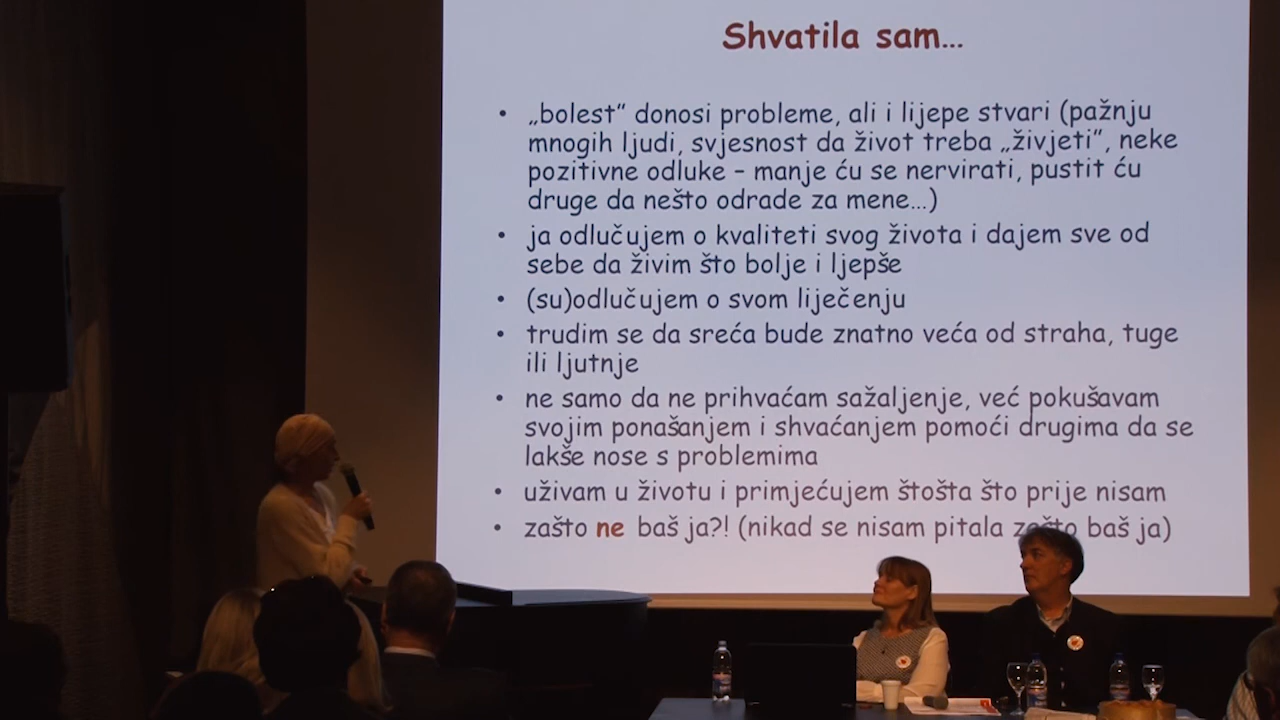 Shvatila sam...
• „bolest” donosi probleme, ali i lijepe stvari (pažnju
mnogih ljudi, svjesnost da život treba „živjeti”, neke
pozitivne odluke – manje ću se nervirati, pustit ću
druge da nešto odrade za mene...)
• ja odlučujem o kvaliteti svog života i dajem sve od
sebe da živim što bolje i ljepše
• (su)odlučujem o svom liječenju
• trudim se da sreća bude znatno veća od straha, tuge
ili ljutnje
• ne samo da ne prihvaćam sažaljenje, već pokušavam
svojim ponašanjem i shvaćanjem pomoći drugima da se
lakše nose s problemima
• uživam u životu i primjećujem štošta što prije nisam
• zašto ne baš ja?! (nikad se nisam pitala zašto baš ja)